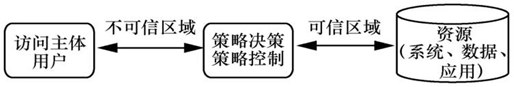 访问主体
用户
不可信区域
策略决策
策略控制
可信区域
资源
(系统、数据、
应用)